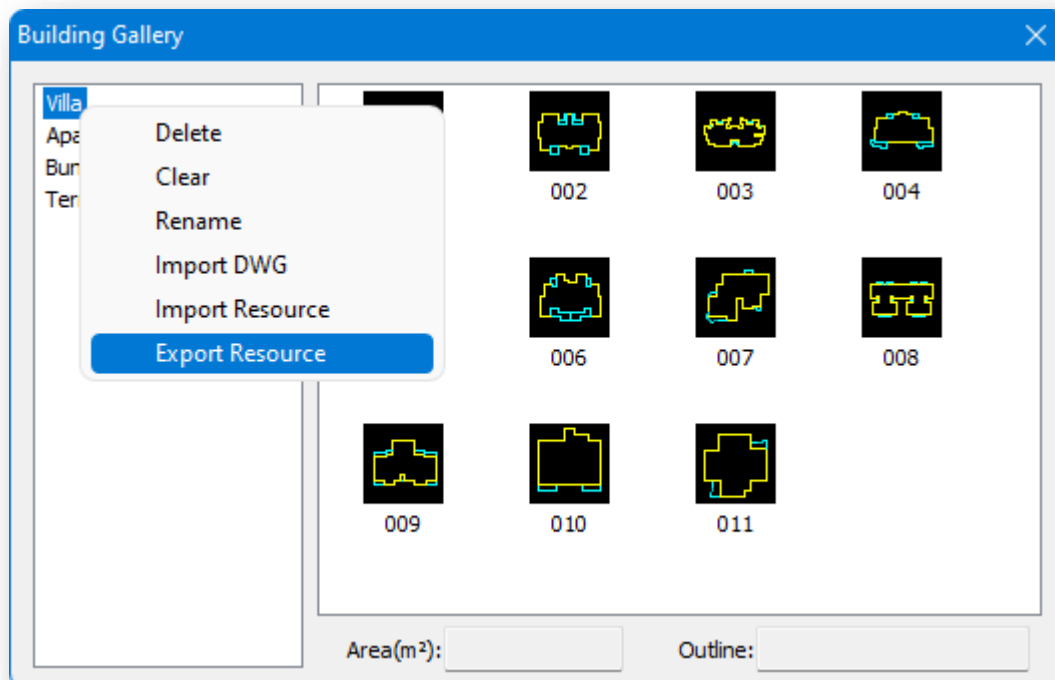 Building Gallery
Villa
Apa
Bun
Ter
Delete
Clear
Rename
Import DWG
Import Resource
Export Resource
002 003 004
006 007 008
009 010 011
Area(m²): Outline: